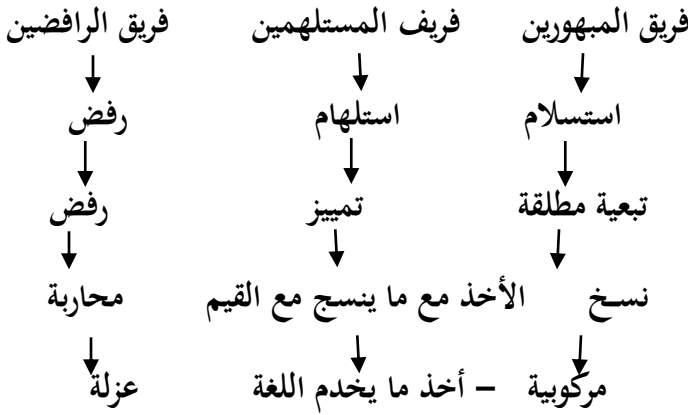 فريق المبهورين فريف المستلهمين فريق الرافضين
استسلام استلهام رفض
تبعية مطلقة تمييز رفض
نسخ الأخذ مع ما ينسج مع القيم محاربة
مركوبية – أخذ ما يخدم اللغة عزلة